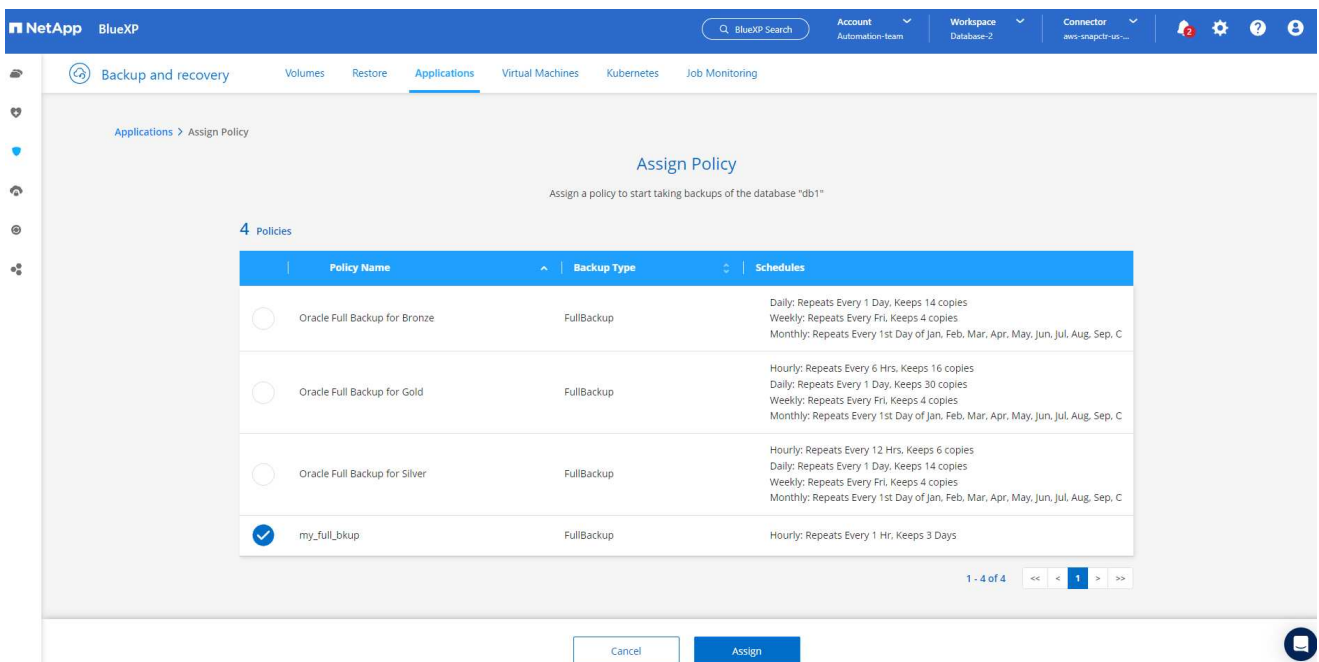 NetApp BlueXP
BlueXP Search
Account
Automation-team
Workspace
Database-2
Connector
aws-snapctr-us-...
2
Backup and recovery
Volumes Restore Applications Virtual Machines Kubernetes Job Monitoring
Applications > Assign Policy
Assign Policy
Assign a policy to start taking backups of the database "db1"
4 Policies
Policy Name Backup Type Schedules
Oracle Full Backup for Bronze FullBackup
Daily: Repeats Every 1 Day, Keeps 14 copies
Weekly: Repeats Every Fri, Keeps 4 copies
Monthly: Repeats Every 1st Day of Jan, Feb, Mar, Apr, May, Jun, Jul, Aug, Sep, C
Oracle Full Backup for Gold FullBackup
Hourly: Repeats Every 6 Hrs, Keeps 16 copies
Daily: Repeats Every 1 Day, Keeps 30 copies
Weekly: Repeats Every Fri, Keeps 4 copies
Monthly: Repeats Every 1st Day of Jan, Feb, Mar, Apr, May, Jun, Jul, Aug, Sep, C
Oracle Full Backup for Silver FullBackup
Hourly: Repeats Every 12 Hrs, Keeps 6 copies
Daily: Repeats Every 1 Day, Keeps 14 copies
Weekly: Repeats Every Fri, Keeps 4 copies
Monthly: Repeats Every 1st Day of Jan, Feb, Mar, Apr, May, Jun, Jul, Aug, Sep, C
my_full_bkup FullBackup Hourly: Repeats Every 1 Hr, Keeps 3 Days
1 - 4 of 4 << < 1 > >>
Cancel Assign